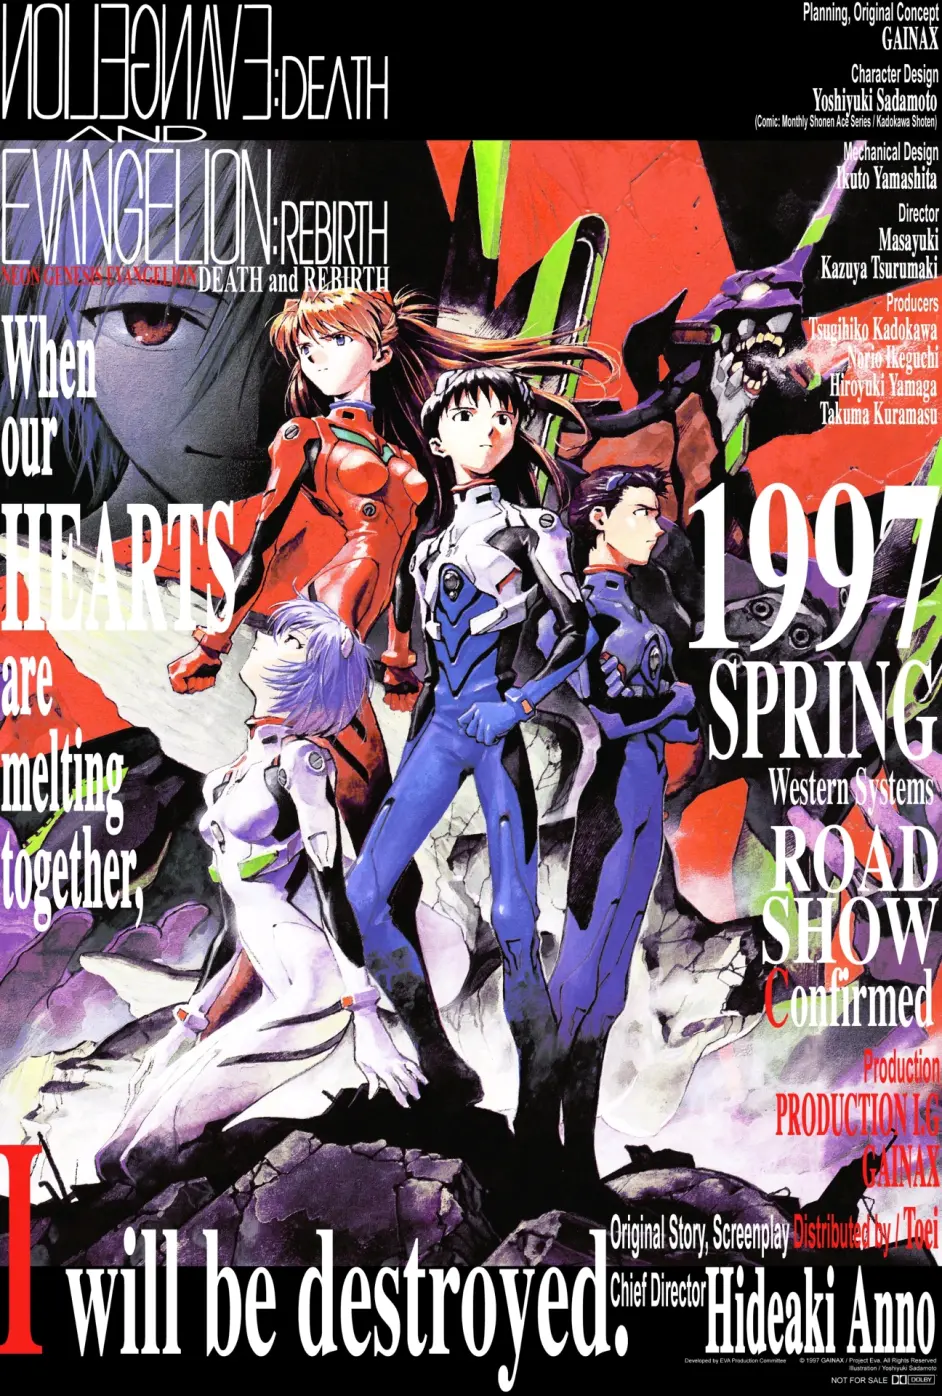 EVANGELION:DEATH
AND
EVANGELION:REBIRTH
NEON GENESIS EVANGELION DEATH and REBIRTH
When
our
HEARTS
are
melting
together,
I will be destroyed.
Planning, Original Concept
GAINAX
Character Design
Yoshiyuki Sadamoto
(Comic: Monthly Shonen Ace Series / Kadokawa Shoten)
Mechanical Design
Ikuto Yamashita
Director
Masayuki
Kazuya Tsurumaki
Producers
Tsugihiko Kadokawa
Norio Ikeguchi
Hiroyuki Yamaga
Takuma Kuramasu
1997
SPRING
Western Systems
ROAD
SHOW
Confirmed
Production
PRODUCTION I.G
GAINAX
Original Story, Screenplay Distributed by / Toei
Chief Director Hideaki Anno
Developed by EVA Production Committee © 1997 GAINAX / Project Eva. All Rights Reserved
Illustration / Yoshiyuki Sadamoto
NOT FOR SALE DOLBY